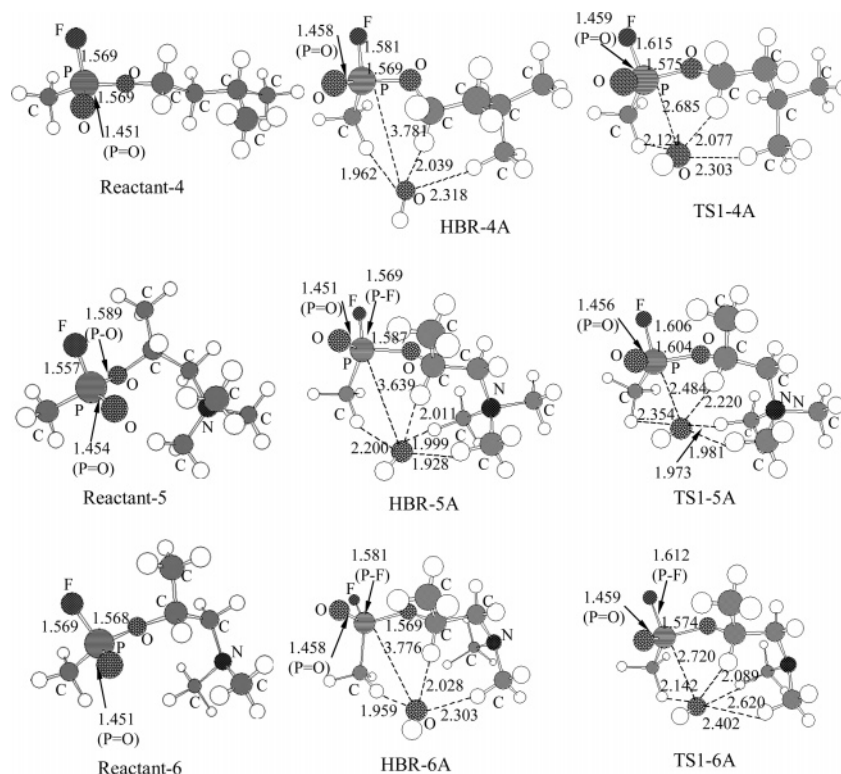 F
1.569
O
P
C
1.569
C
C
C
C
O
C
1.451
(P=O)
Reactant-4
1.458
(P=O)
F
1.581
1.569
O
O
P
C
C
C
C
C
3.781
C
2.039
1.962
2.318
O
HBR-4A
1.459
(P=O)
F
1.615
1.575
O
C
C
C
O
P
C
2.685
C
2.124
2.077
2.303
O
C
TS1-4A
1.589
(P-O)
C
F
C
1.557
O
C
C
P
O
N
C
C
1.454
(P=O)
C
Reactant-5
1.451
(P=O)
1.569
(P-F)
F
C
O
1.587
O
C
P
C
C
3.639
N
C
2.011
C
2.200
1.999
C
1.928
HBR-5A
1.456
(P=O)
F
C
1.606
O
1.604
O
C
C
P
C
2.484
2.220
N
N
C
2.354
C
C
1.981
1.973
TS1-5A
F
C
1.568
C
1.569
O
C
P
N
C
C
C
1.451
(P=O)
Reactant-6
1.581
(P-F)
F
O
O
C
1.569
C
C
1.458
(P=O)
3.776
N
C
C
2.028
C
1.959
2.303
O
HBR-6A
1.612
(P-F)
1.459
(P=O)
1.574
2.720
2.089
2.142
2.620
2.402
TS1-6A